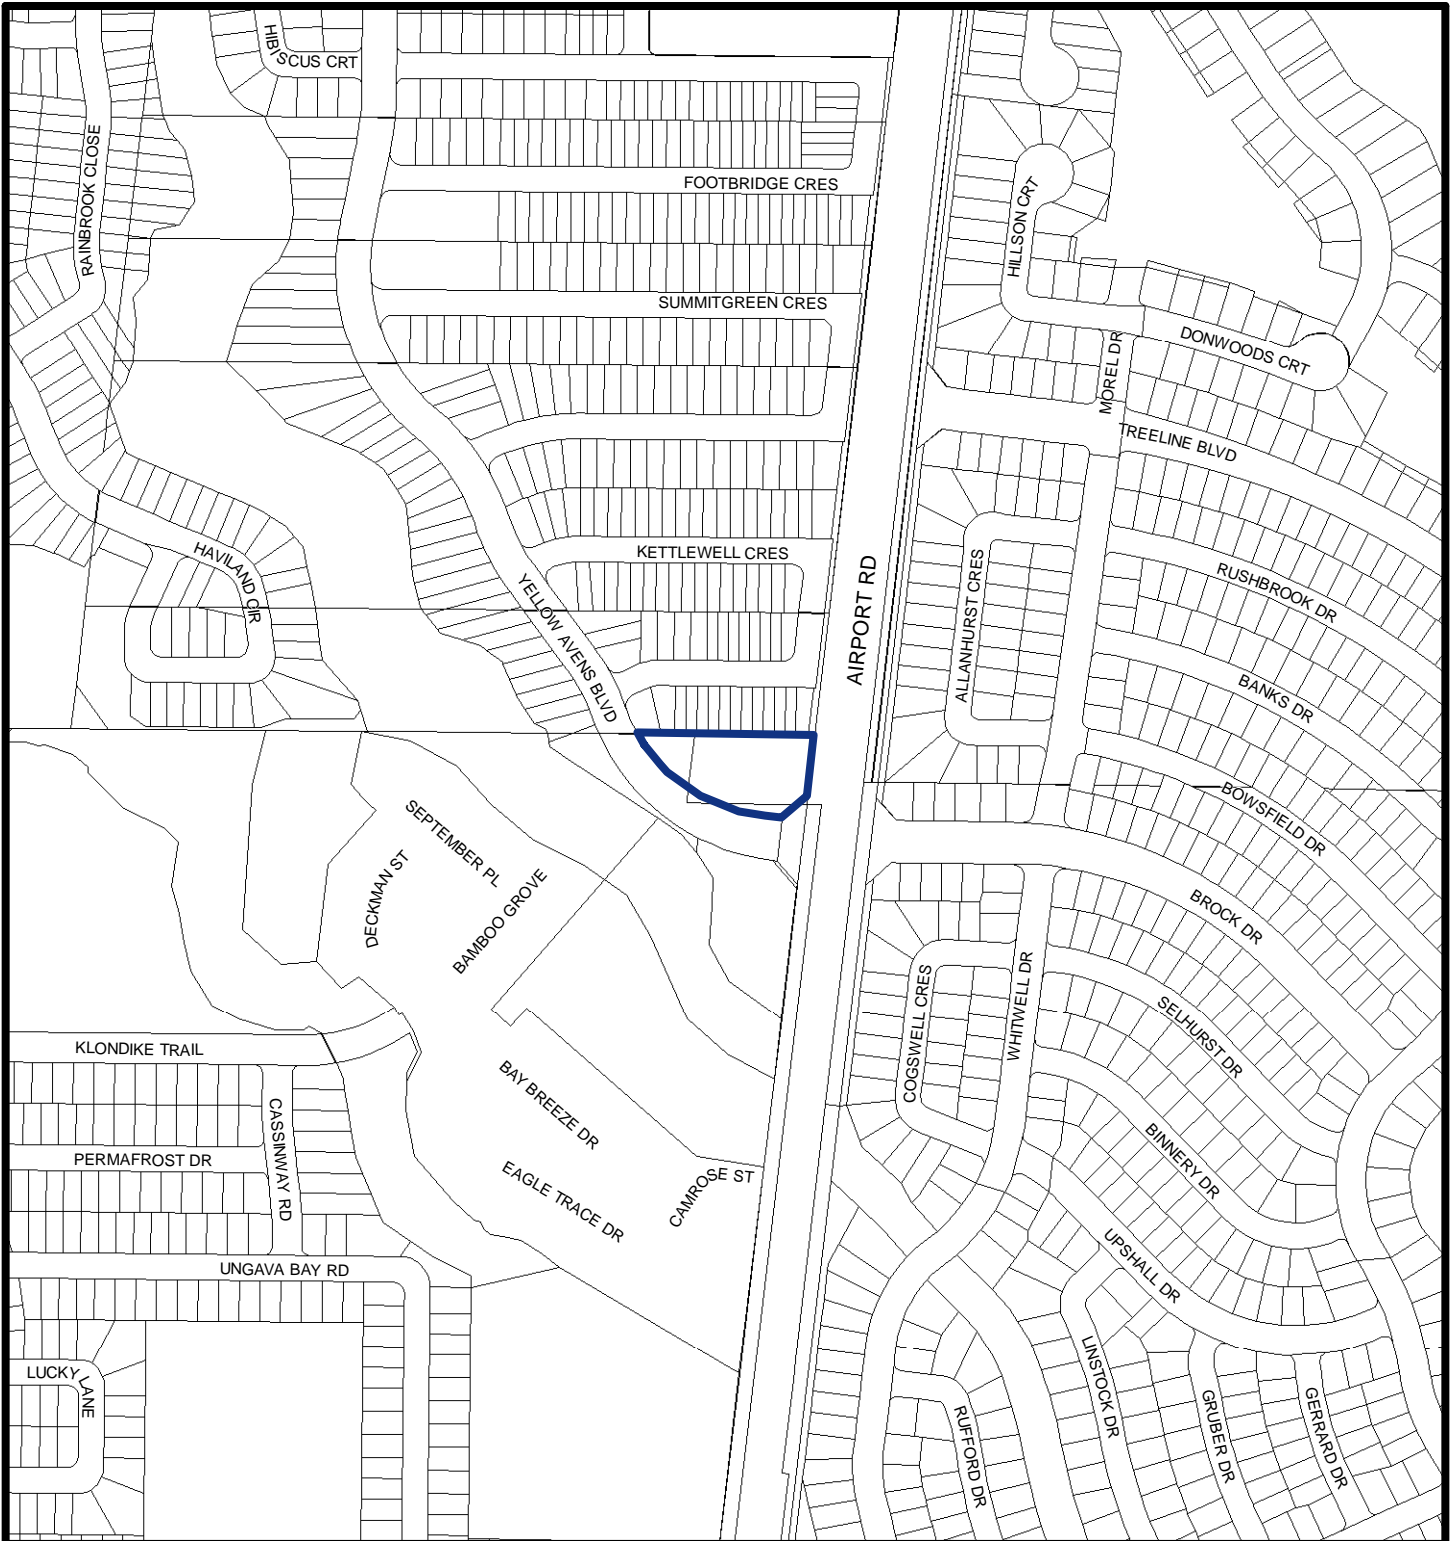 HIBISCUS CRT
RAINBROOK CLOSE
FOOTBRIDGE CRES
HILLSON CRT
SUMMITGREEN CRES
DONWOODS CRT
MOREL DR
TREELINE BLVD
HAVILAND CIR
KETTLEWELL CRES
YELLOW AVENS BLVD
AIRPORT RD
ALLANHURST CRES
RUSHBROOK DR
BANKS DR
BOWSFIELD DR
SEPTEMBER PL
DECKMAN ST
BAMBOO GROVE
BROCK DR
COGSWELL CRES
WHITWELL DR
SELHURST DR
KLONDIKE TRAIL
CASSINWAY RD
BAY BREEZE DR
BINNERY DR
PERMAFROST DR
EAGLE TRACE DR
CAMROSE ST
UNGAVA BAY RD
UPSHALL DR
LUCKY LANE
LINSTOCK DR
RUFFORD DR
GRUBER DR
GERRARD DR